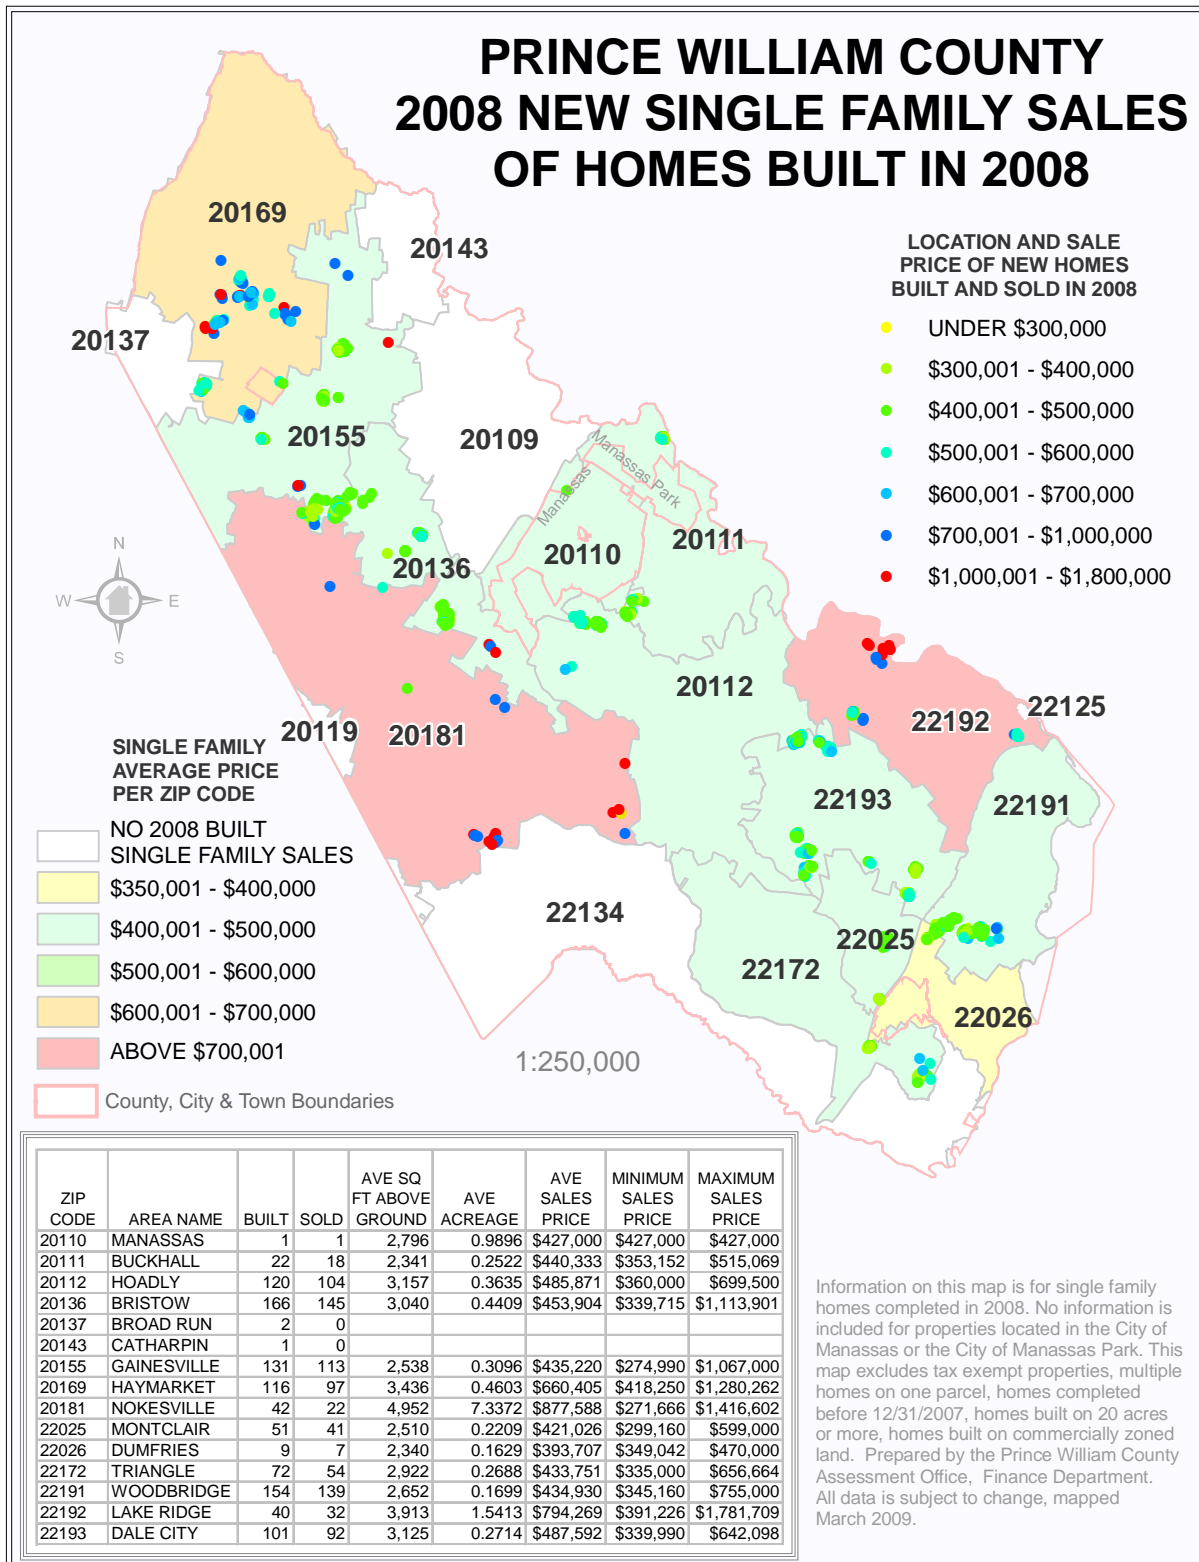 PRINCE WILLIAM COUNTY
2008 NEW SINGLE FAMILY SALES
OF HOMES BUILT IN 2008
LOCATION AND SALE
PRICE OF NEW HOMES
BUILT AND SOLD IN 2008
UNDER $300,000
$300,001 - $400,000
$400,001 - $500,000
$500,001 - $600,000
$600,001 - $700,000
$700,001 - $1,000,000
$1,000,001 - $1,800,000
20169
20143
20137
20155
20109
Manassas Park
Manassas
20110
20111
20136
20112
20119
20181
22192
22125
22193
22191
22134
22025
22172
22026
N
W
E
S
SINGLE FAMILY
AVERAGE PRICE
PER ZIP CODE
NO 2008 BUILT
SINGLE FAMILY SALES
$350,001 - $400,000
$400,001 - $500,000
$500,001 - $600,000
$600,001 - $700,000
ABOVE $700,001
County, City & Town Boundaries
1:250,000
ZIP CODE AREA NAME BUILT SOLD AVE SQ FT ABOVE GROUND AVE ACREAGE AVE SALES PRICE MINIMUM SALES PRICE MAXIMUM SALES PRICE
20110 MANASSAS 1 1 2,796 0.9896 $427,000 $427,000 $427,000
20111 BUCKHALL 22 18 2,341 0.2522 $440,333 $353,152 $515,069
20112 HOADLY 120 104 3,157 0.3635 $485,871 $360,000 $699,500
20136 BRISTOW 166 145 3,040 0.4409 $453,904 $339,715 $1,113,901
20137 BROAD RUN 2 0
20143 CATHARPIN 1 0
20155 GAINESVILLE 131 113 2,538 0.3096 $435,220 $274,990 $1,067,000
20169 HAYMARKET 116 97 3,436 0.4603 $660,405 $418,250 $1,280,262
20181 NOKESVILLE 42 22 4,952 7.3372 $877,588 $271,666 $1,416,602
22025 MONTCLAIR 51 41 2,510 0.2209 $421,026 $299,160 $599,000
22026 DUMFRIES 9 7 2,340 0.1629 $393,707 $349,042 $470,000
22172 TRIANGLE 72 54 2,922 0.2688 $433,751 $335,000 $656,664
22191 WOODBRIDGE 154 139 2,652 0.1699 $434,930 $345,160 $755,000
22192 LAKE RIDGE 40 32 3,913 1.5413 $794,269 $391,226 $1,781,709
22193 DALE CITY 101 92 3,125 0.2714 $487,592 $339,990 $642,098
Information on this map is for single family
homes completed in 2008. No information is
included for properties located in the City of
Manassas or the City of Manassas Park. This
map excludes tax exempt properties, multiple
homes on one parcel, homes completed
before 12/31/2007, homes built on 20 acres
or more, homes built on commercially zoned
land. Prepared by the Prince William County
Assessment Office, Finance Department.
All data is subject to change, mapped
March 2009.